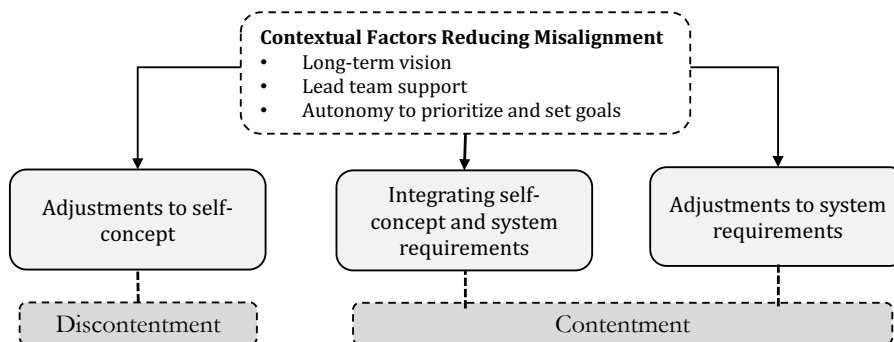 Contextual Factors Reducing Misalignment
• Long-term vision
• Lead team support
• Autonomy to prioritize and set goals
Adjustments to self-
concept
Integrating self-
concept and system
requirements
Adjustments to system
requirements
Discontentment
Contentment